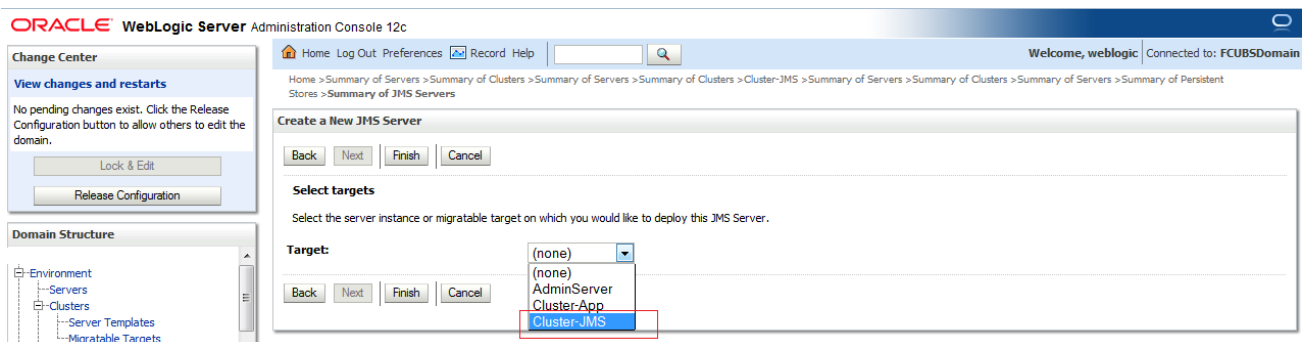 ORACLE WebLogic Server Administration Console 12c
Change Center
View changes and restarts
No pending changes exist. Click the Release
Configuration button to allow others to edit the
domain.
Lock & Edit
Release Configuration
Domain Structure
Environment
Servers
Clusters
Server Templates
Migratable Targets
Home Log Out Preferences Record Help
Welcome, weblogic Connected to: FCUBSDomain
Home >Summary of Servers >Summary of Clusters >Summary of Servers >Summary of Clusters >Cluster-JMS >Summary of Servers >Summary of Clusters >Summary of Servers >Summary of Persistent
Stores >Summary of JMS Servers
Create a New JMS Server
Back Next Finish Cancel
Select targets
Select the server instance or migratable target on which you would like to deploy this JMS Server.
Target: (none)
(none)
AdminServer
Cluster-App
Cluster-JMS
Back Next Finish Cancel